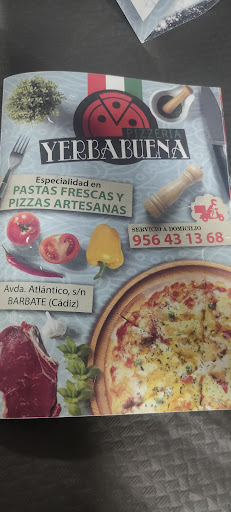 PIZZERIA
YERBABUENA
Especialidad en
PASTAS FRESCAS Y
PIZZAS ARTESANAS
SERVICIO A DOMICILIO
956 43 13 68
Avda. Atlántico, s/n
BARBATE (Cádiz)